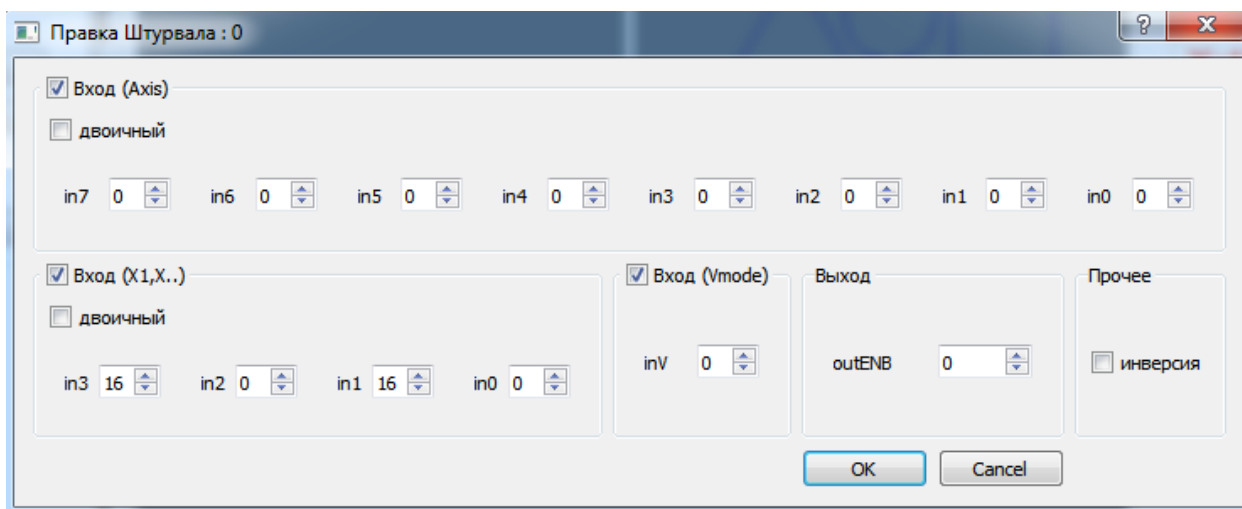 Правка Штурвала : 0
Вход (Axis)
двоичный
in7 0 in6 0 in5 0 in4 0 in3 0 in2 0 in1 0 in0 0
Вход (X1,X..)
двоичный
in3 16 in2 0 in1 16 in0 0
Вход (Vmode)
inV 0
Выход
outENB 0
Прочее
инверсия
OK Cancel